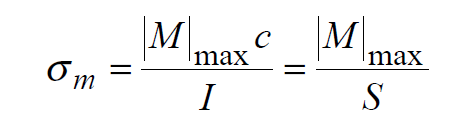 σ_m = |M|_max c / I = |M|_max / S